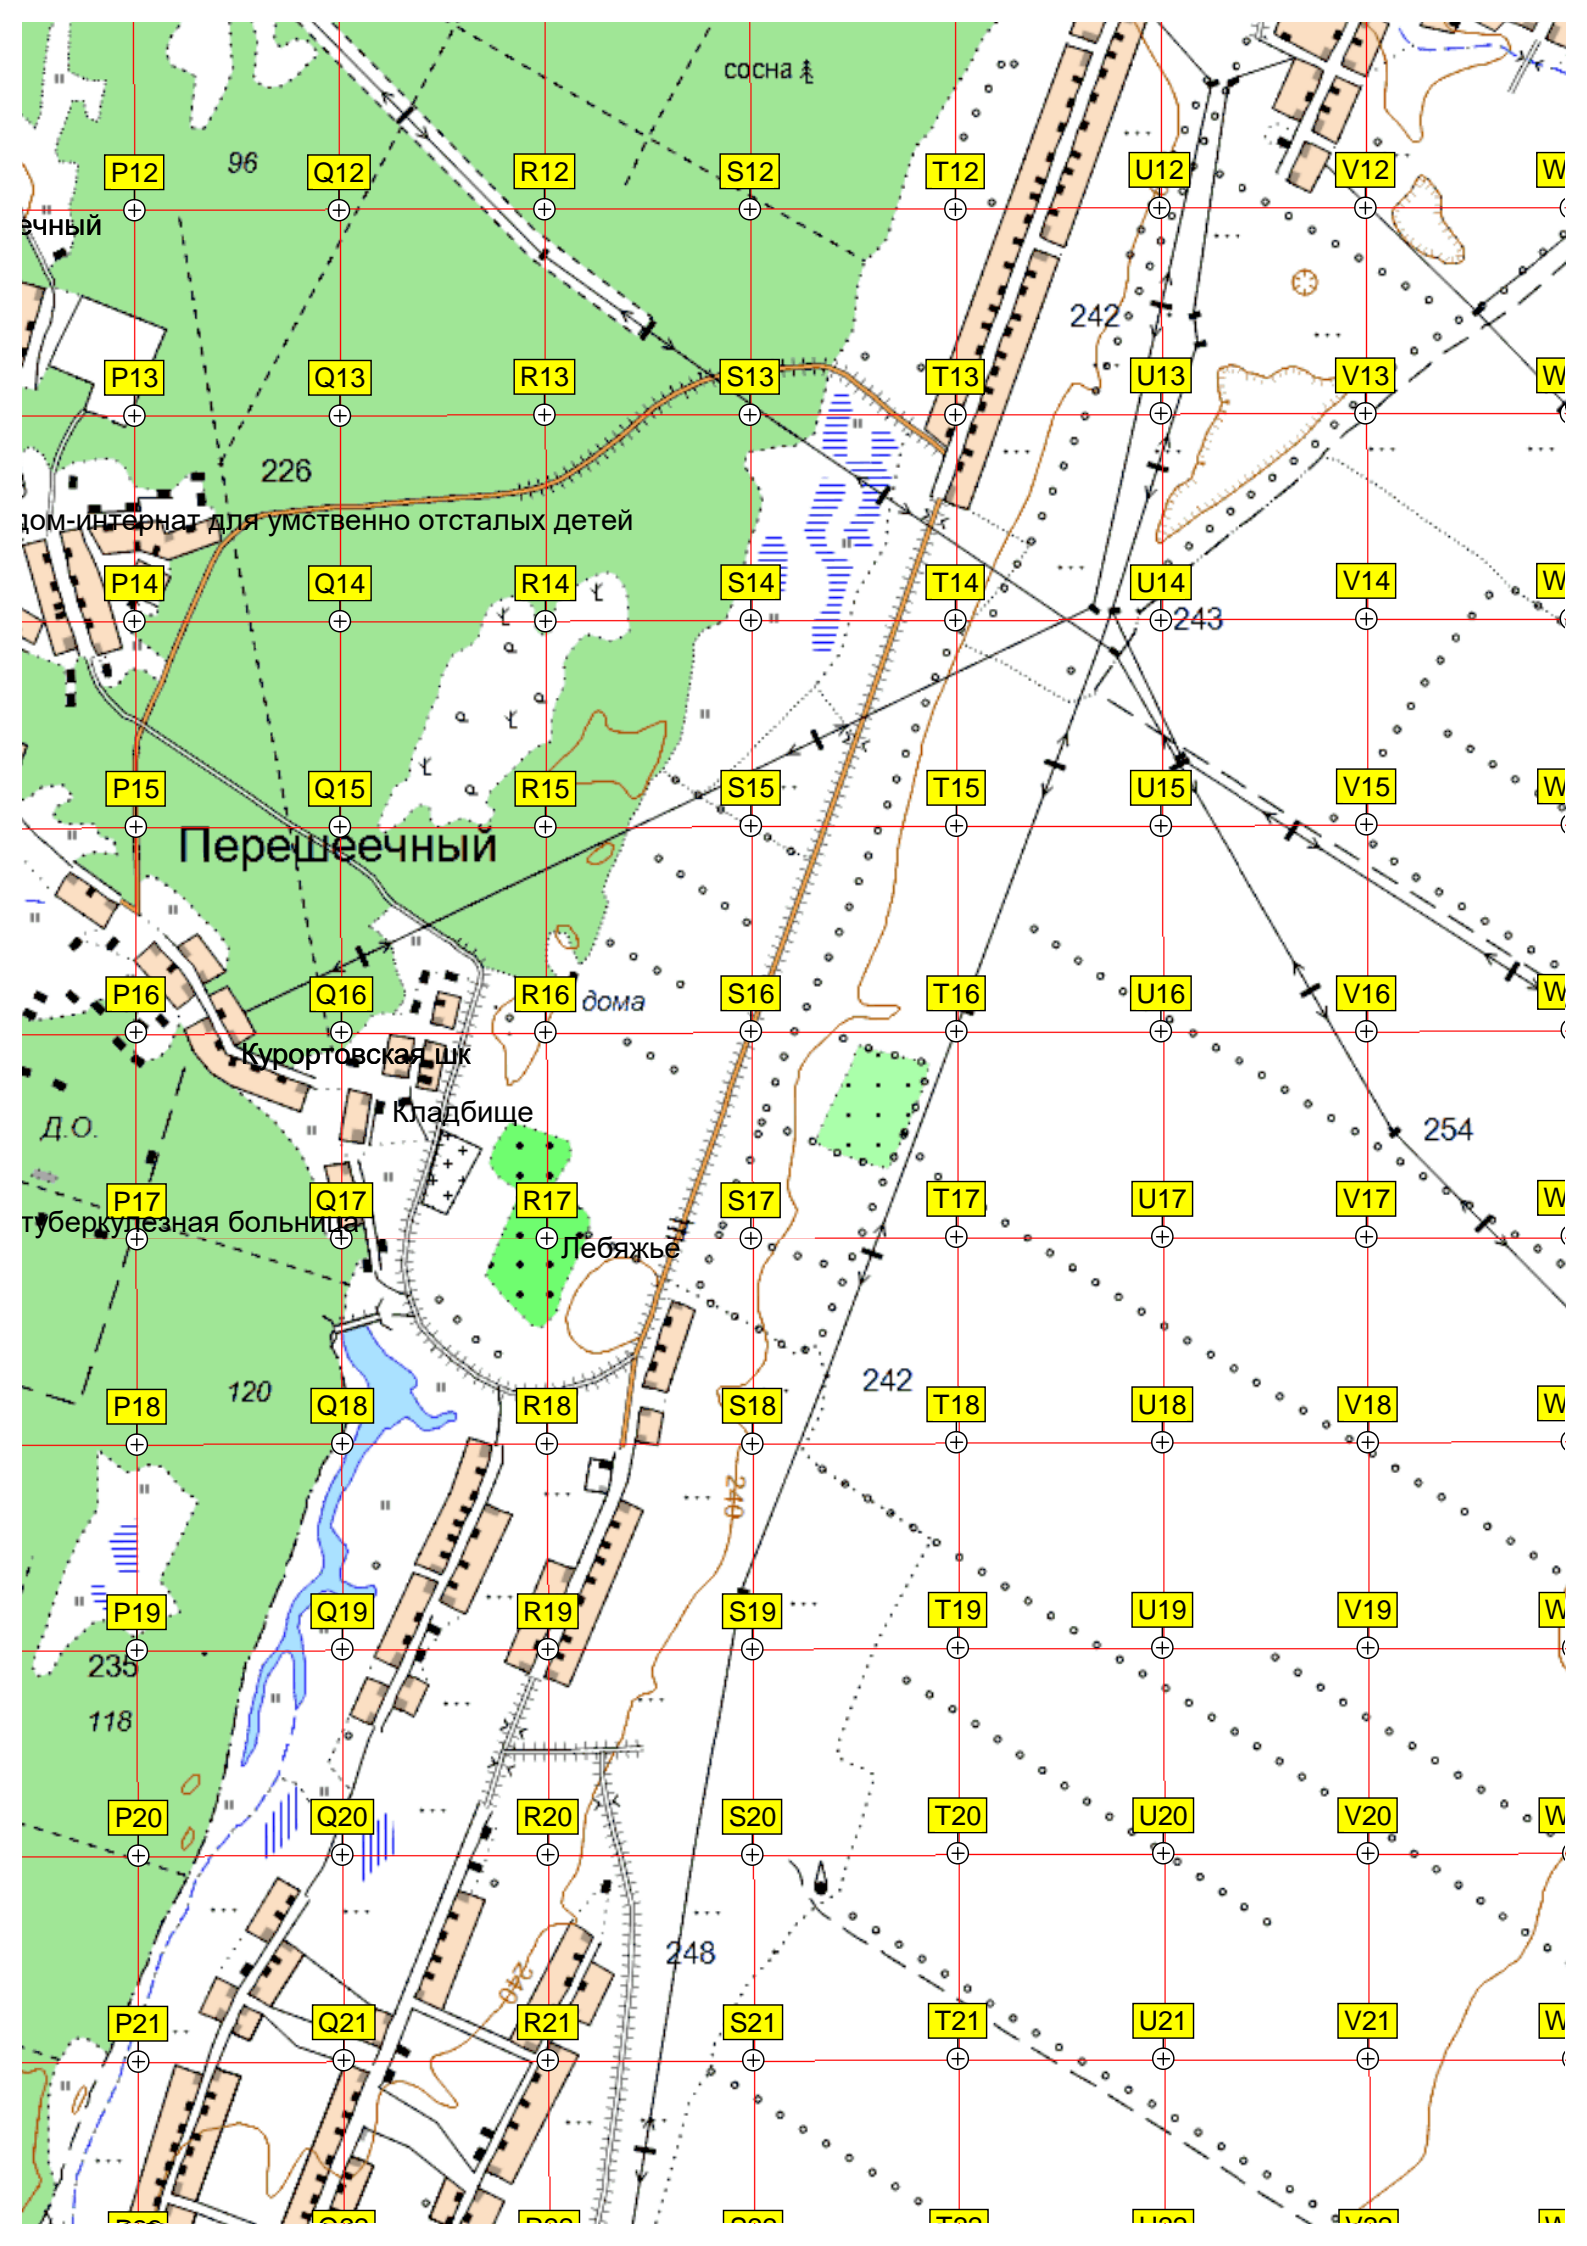 сосна
P12
96
Q12
R12
S12
T12
U12
V12
W
ечный
242
P13
Q13
R13
S13
T13
U13
V13
W
226
дом-интернат для умственно отсталых детей
P14
Q14
R14
S14
T14
U14
V14
W
243
P15
Q15
R15
S15
T15
U15
V15
W
Перешеечный
P16
Q16
R16
дома
S16
T16
U16
V16
W
Курортовская шк
Кладбище
Д.О.
254
P17
Q17
R17
S17
T17
U17
V17
W
туберкулезная больница
Лебяжье
120
242
P18
Q18
R18
S18
T18
U18
V18
W
240
P19
Q19
R19
S19
T19
U19
V19
W
235
118
P20
Q20
R20
S20
T20
U20
V20
W
248
240
P21
Q21
R21
S21
T21
U21
V21
W